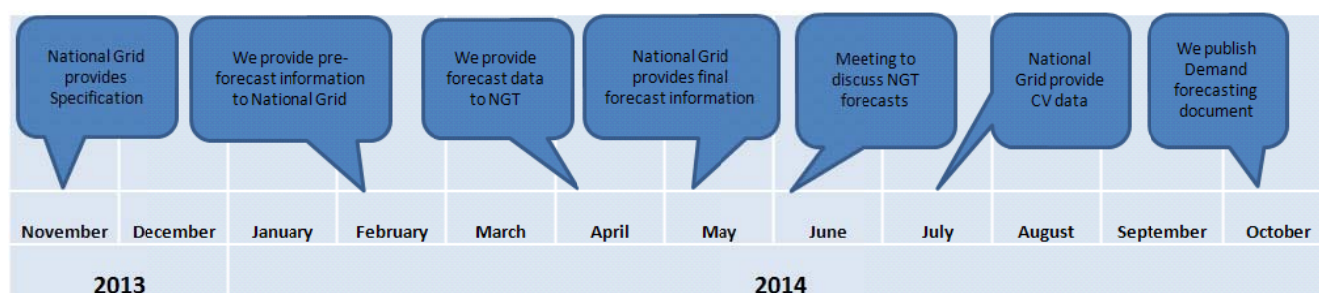 National Grid
provides
Specification
We provide pre-
forecast information
to National Grid
We provide
forecast data
to NGT
National Grid
provides final
forecast information
Meeting to
discuss NGT
forecasts
National
Grid provide
CV data
We publish
Demand
forecasting
document
November December January February March April May June July August September October
2013 2014